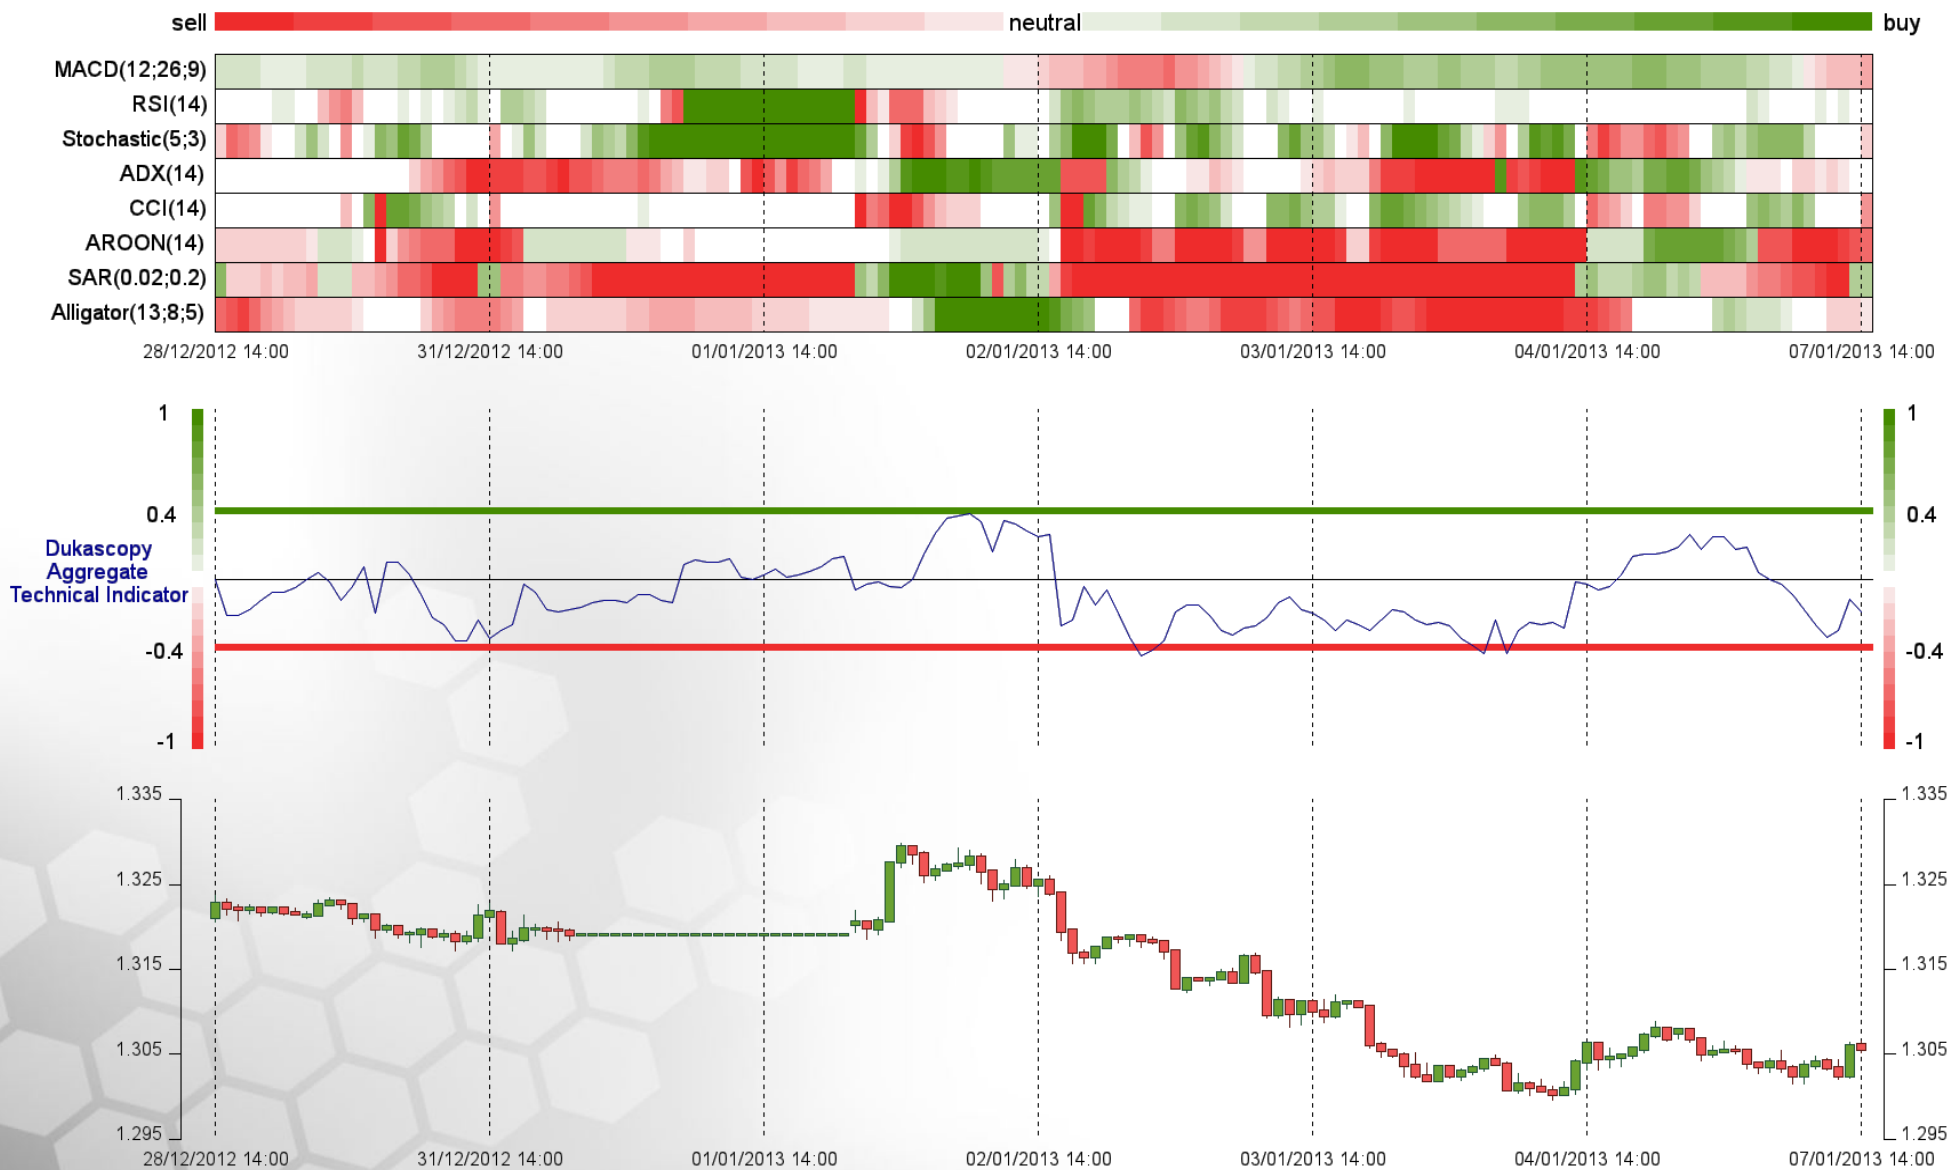 sell neutral buy
MACD(12;26;9)
RSI(14)
Stochastic(5;3)
ADX(14)
CCI(14)
AROON(14)
SAR(0.02;0.2)
Alligator(13;8;5)
28/12/2012 14:00 31/12/2012 14:00 01/01/2013 14:00 02/01/2013 14:00 03/01/2013 14:00 04/01/2013 14:00 07/01/2013 14:00
1 1
0.4 0.4
Dukascopy
Aggregate
Technical Indicator
-0.4 -0.4
-1 -1
1.335 1.335
1.325 1.325
1.315 1.315
1.305 1.305
1.295 1.295
28/12/2012 14:00 31/12/2012 14:00 01/01/2013 14:00 02/01/2013 14:00 03/01/2013 14:00 04/01/2013 14:00 07/01/2013 14:00